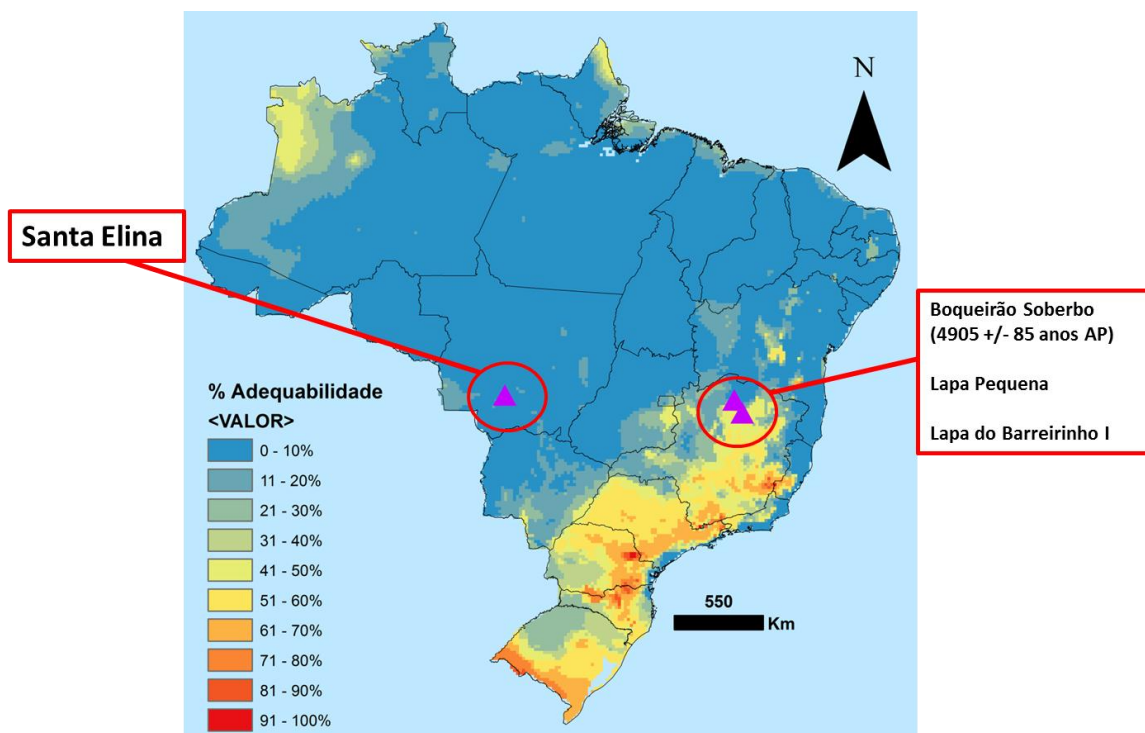 N
Santa Elina
Boqueirão Soberbo
(4905 +/- 85 anos AP)
Lapa Pequena
Lapa do Barreirinho I
% Adequabilidade
<VALOR>
0 - 10%
11 - 20%
21 - 30%
31 - 40%
41 - 50%
51 - 60%
61 - 70%
71 - 80%
81 - 90%
91 - 100%
550
Km